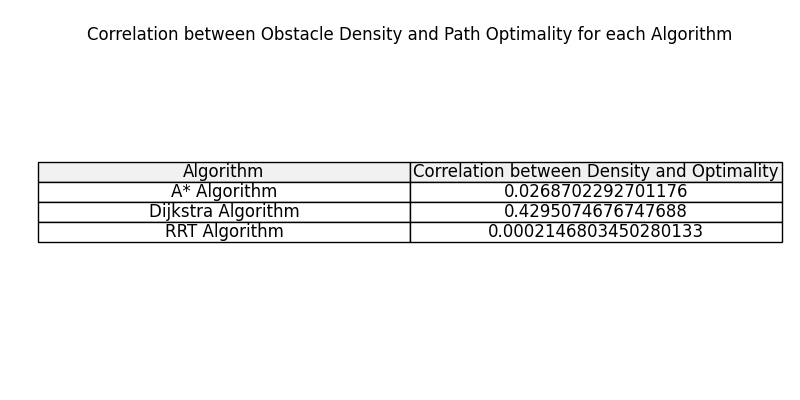 Correlation between Obstacle Density and Path Optimality for each Algorithm
Algorithm Correlation between Density and Optimality
A* Algorithm 0.0268702292701176
Dijkstra Algorithm 0.4295074676747688
RRT Algorithm 0.0002146803450280133